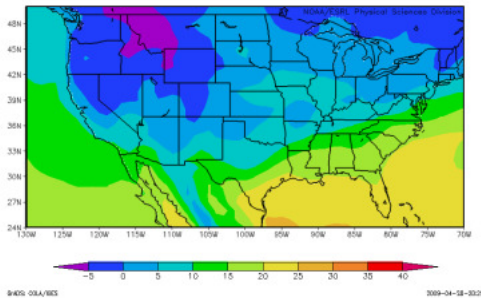 NOAA/ESRL Physical Sciences Division
48N
45N
42N
39N
36N
33N
30N
27N
24N
130W 125W 120W 115W 110W 105W 100W 95W 90W 85W 80W 75W 70W
-5 0 5 10 15 20 25 30 35 40
GrADS: COLA/IGES